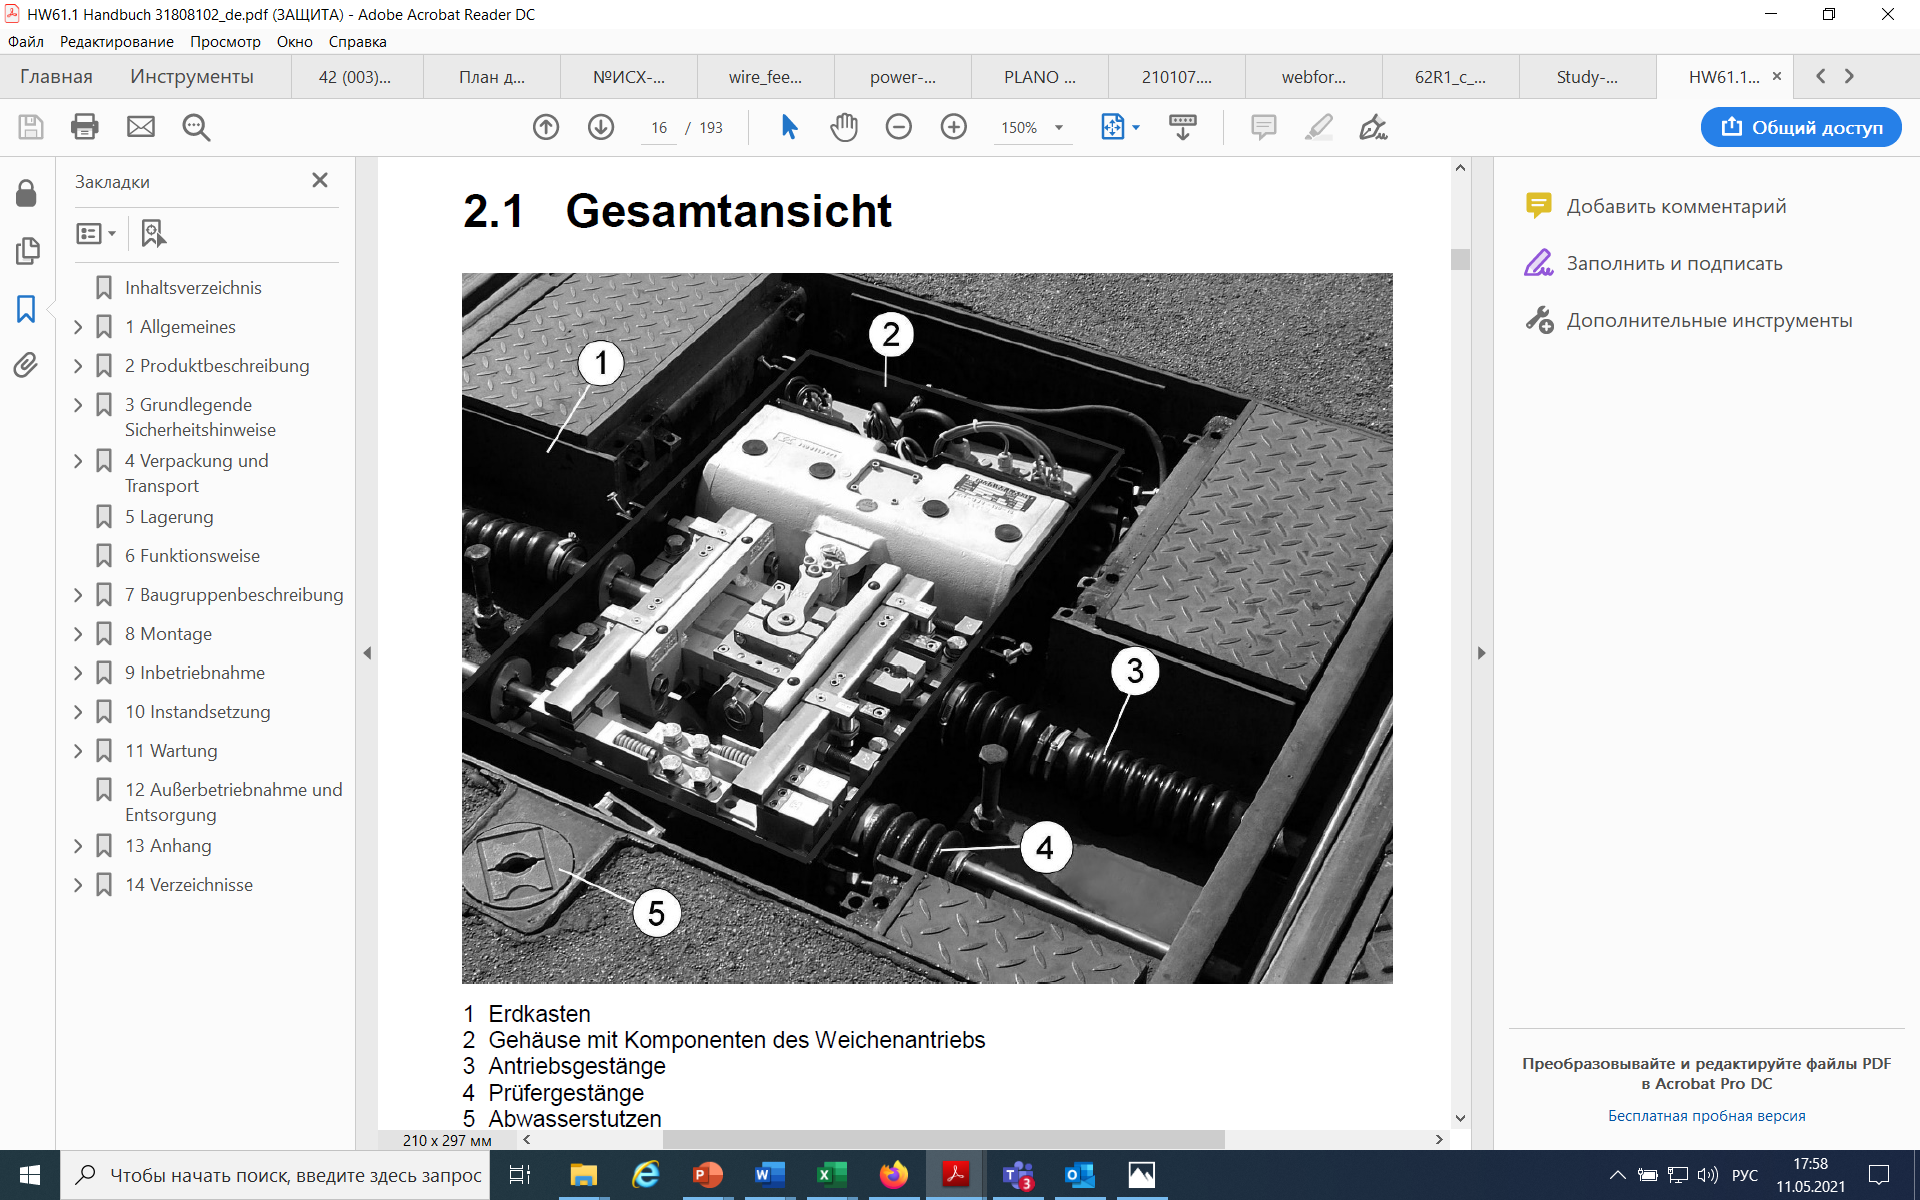 HW61.1 Handbuch 31808102_de.pdf (ЗАЩИТА) - Adobe Acrobat Reader DC
Файл Редактирование Просмотр Окно Справка
Главная Инструменты 42 (003)... План д... №ИСХ-... wire_fee... power-... PLANO ... 210107.... webfor... 62R1_c_... Study-... HW61.1...
16 / 193 150% Общий доступ
Закладки
Inhaltsverzeichnis
1 Allgemeines
2 Produktbeschreibung
3 Grundlegende
Sicherheitshinweise
4 Verpackung und
Transport
5 Lagerung
6 Funktionsweise
7 Baugruppenbeschreibung
8 Montage
9 Inbetriebnahme
10 Instandsetzung
11 Wartung
12 Außerbetriebnahme und
Entsorgung
13 Anhang
14 Verzeichnisse
2.1 Gesamtansicht
1
2
3
4
5
1 Erdkasten
2 Gehäuse mit Komponenten des Weichenantriebs
3 Antriebsgestänge
4 Prüfergestänge
5 Abwasserstutzen
210 x 297 мм
Добавить комментарий
Заполнить и подписать
Дополнительные инструменты
Преобразовывайте и редактируйте файлы PDF
в Acrobat Pro DC
Бесплатная пробная версия
Чтобы начать поиск, введите здесь запрос
3
РУС
17:58
11.05.2021